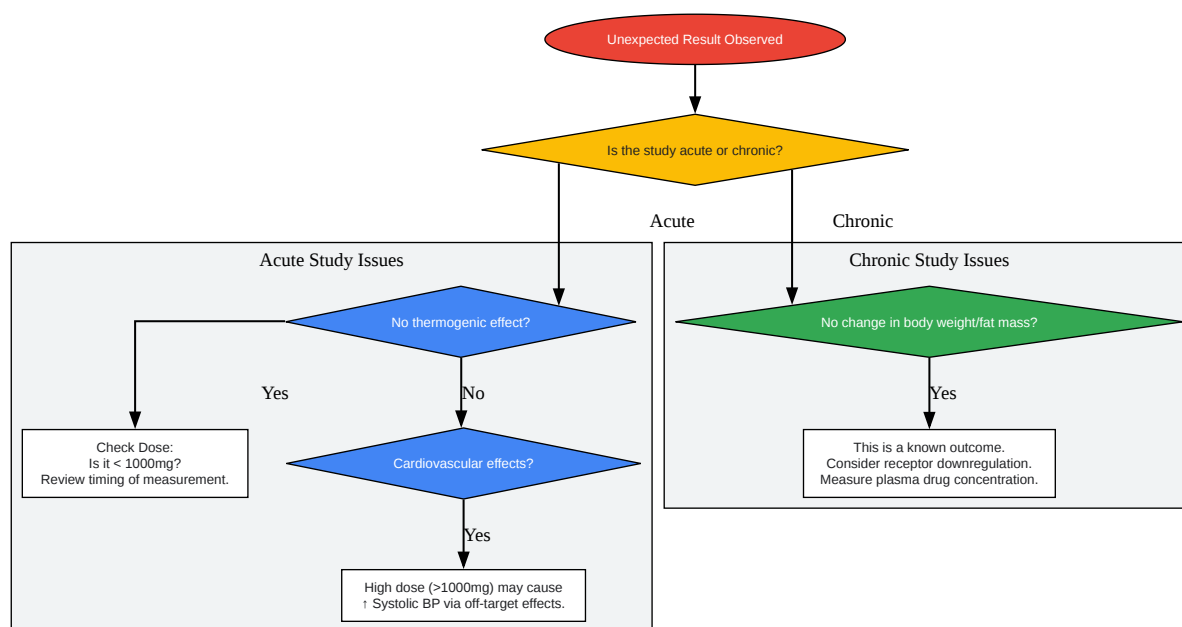 Unexpected Result Observed
Is the study acute or chronic?
Acute
Chronic
Acute Study Issues
No thermogenic effect?
Yes
No
Check Dose:
Is it < 1000mg?
Review timing of measurement.
Cardiovascular effects?
Yes
High dose (>1000mg) may cause
↑ Systolic BP via off-target effects.
Chronic Study Issues
No change in body weight/fat mass?
Yes
This is a known outcome.
Consider receptor downregulation.
Measure plasma drug concentration.